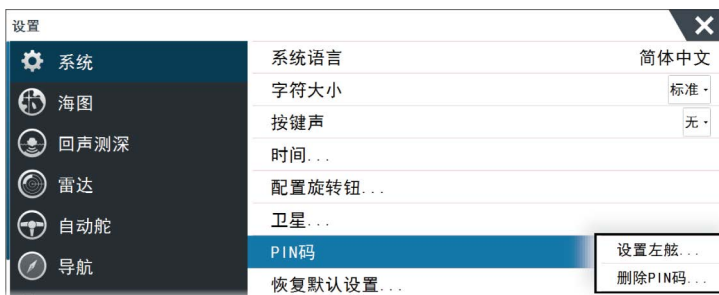 设置
系统
海图
回声测深
雷达
自动舵
导航
系统语言 简体中文
字符大小 标准
按键声 无
时间...
配置旋转钮...
卫星...
PIN码
恢复默认设置...
设置左舷...
删除PIN码...